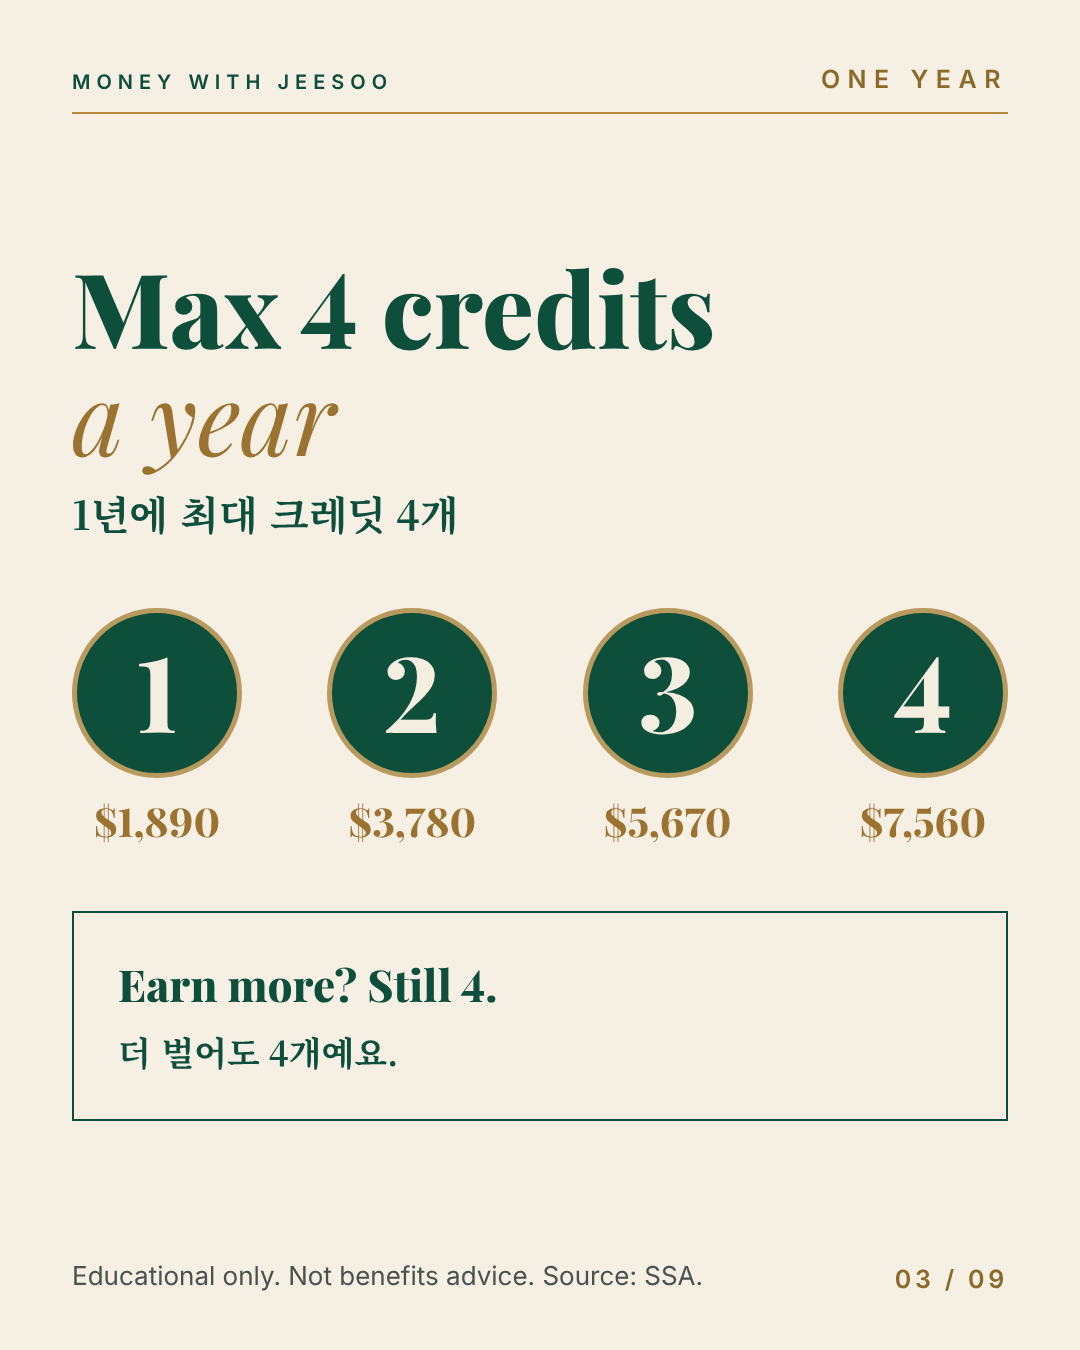 MONEY WITH JEESOO
ONE YEAR
Max 4 credits
a year
1년에 최대 크레딧 4개
1 2 3 4
$1,890 $3,780 $5,670 $7,560
Earn more? Still 4.
더 벌어도 4개예요.
Educational only. Not benefits advice. Source: SSA.
03 / 09